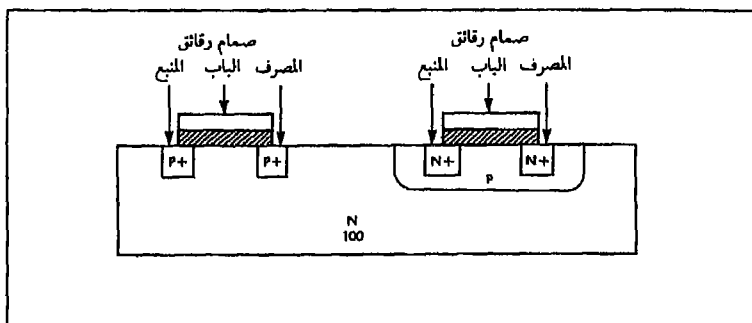 صمام رقائق
صمام رقائق
المنبع الباب المصرف
المنبع الباب المصرف
P+ P+ N+ N+
P
N
100